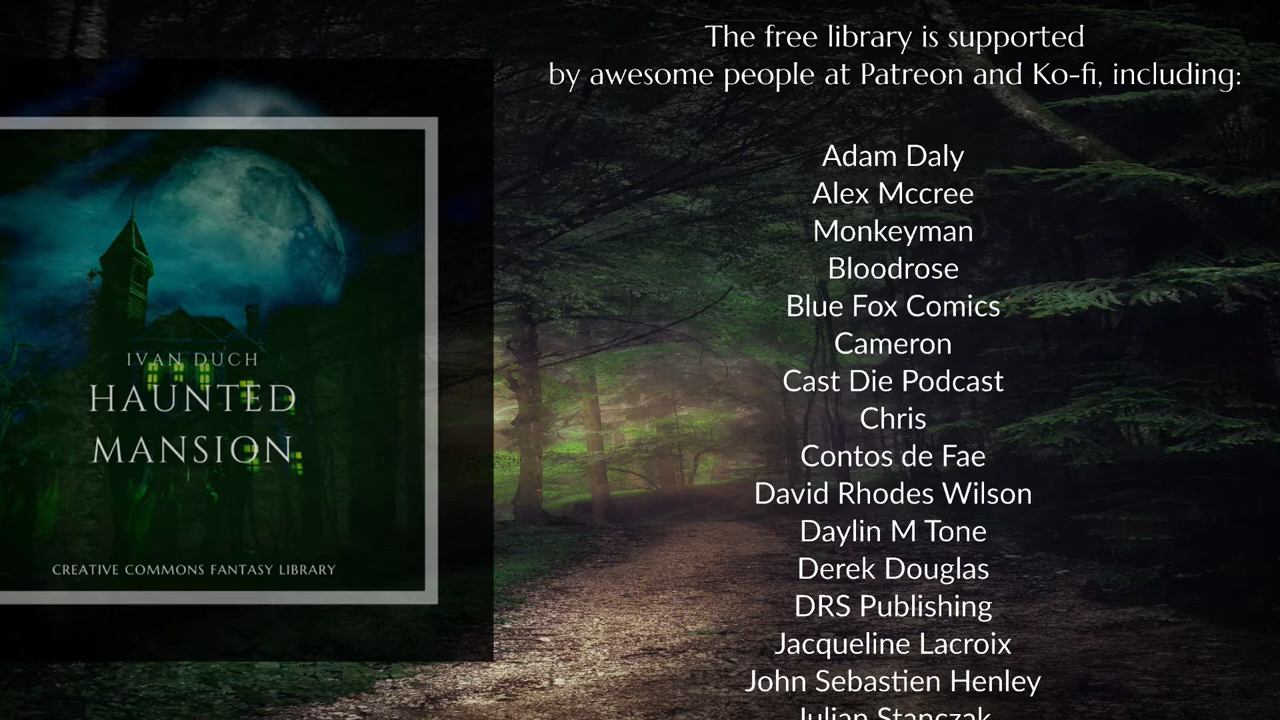 The free library is supported
by awesome people at Patreon and Ko-fi, including:
Adam Daly
Alex Mccree
Monkeyman
Bloodrose
Blue Fox Comics
Cameron
Cast Die Podcast
Chris
Contos de Fae
David Rhodes Wilson
Daylin M Tone
Derek Douglas
DRS Publishing
Jacqueline Lacroix
John Sebastien Henley
Julian Stanczak
IVAN DUCH
HAUNTED
MANSION
CREATIVE COMMONS FANTASY LIBRARY